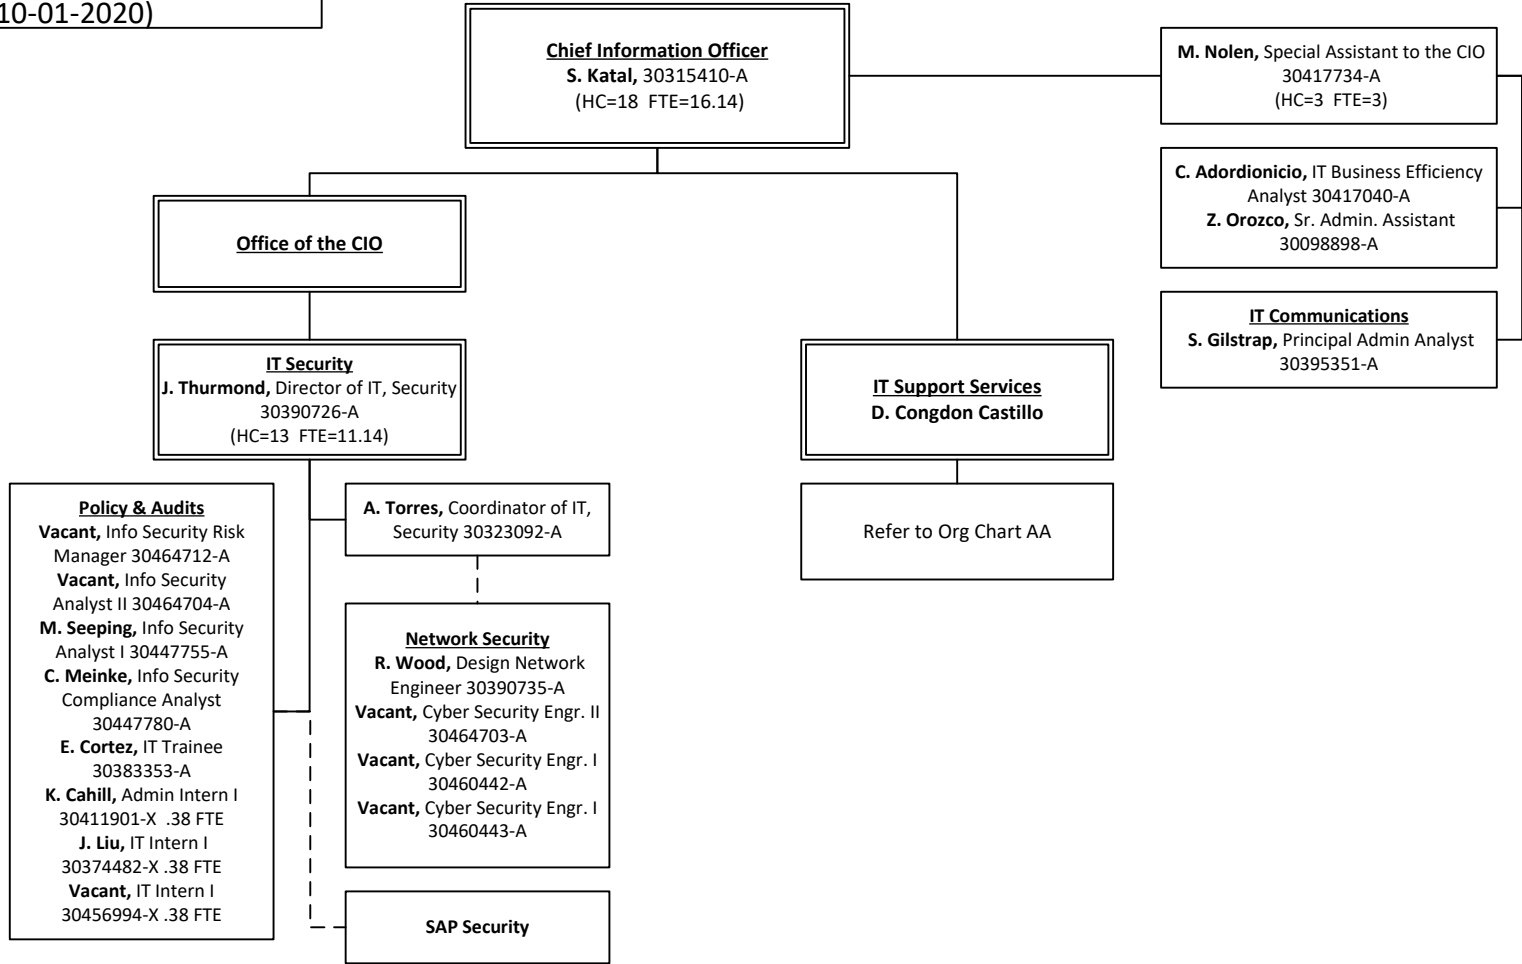 10-01-2020)
Chief Information Officer
S. Katal, 30315410-A
(HC=18 FTE=16.14)
M. Nolen, Special Assistant to the CIO
30417734-A
(HC=3 FTE=3)
C. Adordionicio, IT Business Efficiency
Analyst 30417040-A
Z. Orozco, Sr. Admin. Assistant
30098898-A
IT Communications
S. Gilstrap, Principal Admin Analyst
30395351-A
Office of the CIO
IT Security
J. Thurmond, Director of IT, Security
30390726-A
(HC=13 FTE=11.14)
IT Support Services
D. Congdon Castillo
Refer to Org Chart AA
Policy & Audits
Vacant, Info Security Risk
Manager 30464712-A
Vacant, Info Security
Analyst II 30464704-A
M. Seeping, Info Security
Analyst I 30447755-A
C. Meinke, Info Security
Compliance Analyst
30447780-A
E. Cortez, IT Trainee
30383353-A
K. Cahill, Admin Intern I
30411901-X .38 FTE
J. Liu, IT Intern I
30374482-X .38 FTE
Vacant, IT Intern I
30456994-X .38 FTE
A. Torres, Coordinator of IT,
Security 30323092-A
Network Security
R. Wood, Design Network
Engineer 30390735-A
Vacant, Cyber Security Engr. II
30464703-A
Vacant, Cyber Security Engr. I
30460442-A
Vacant, Cyber Security Engr. I
30460443-A
SAP Security